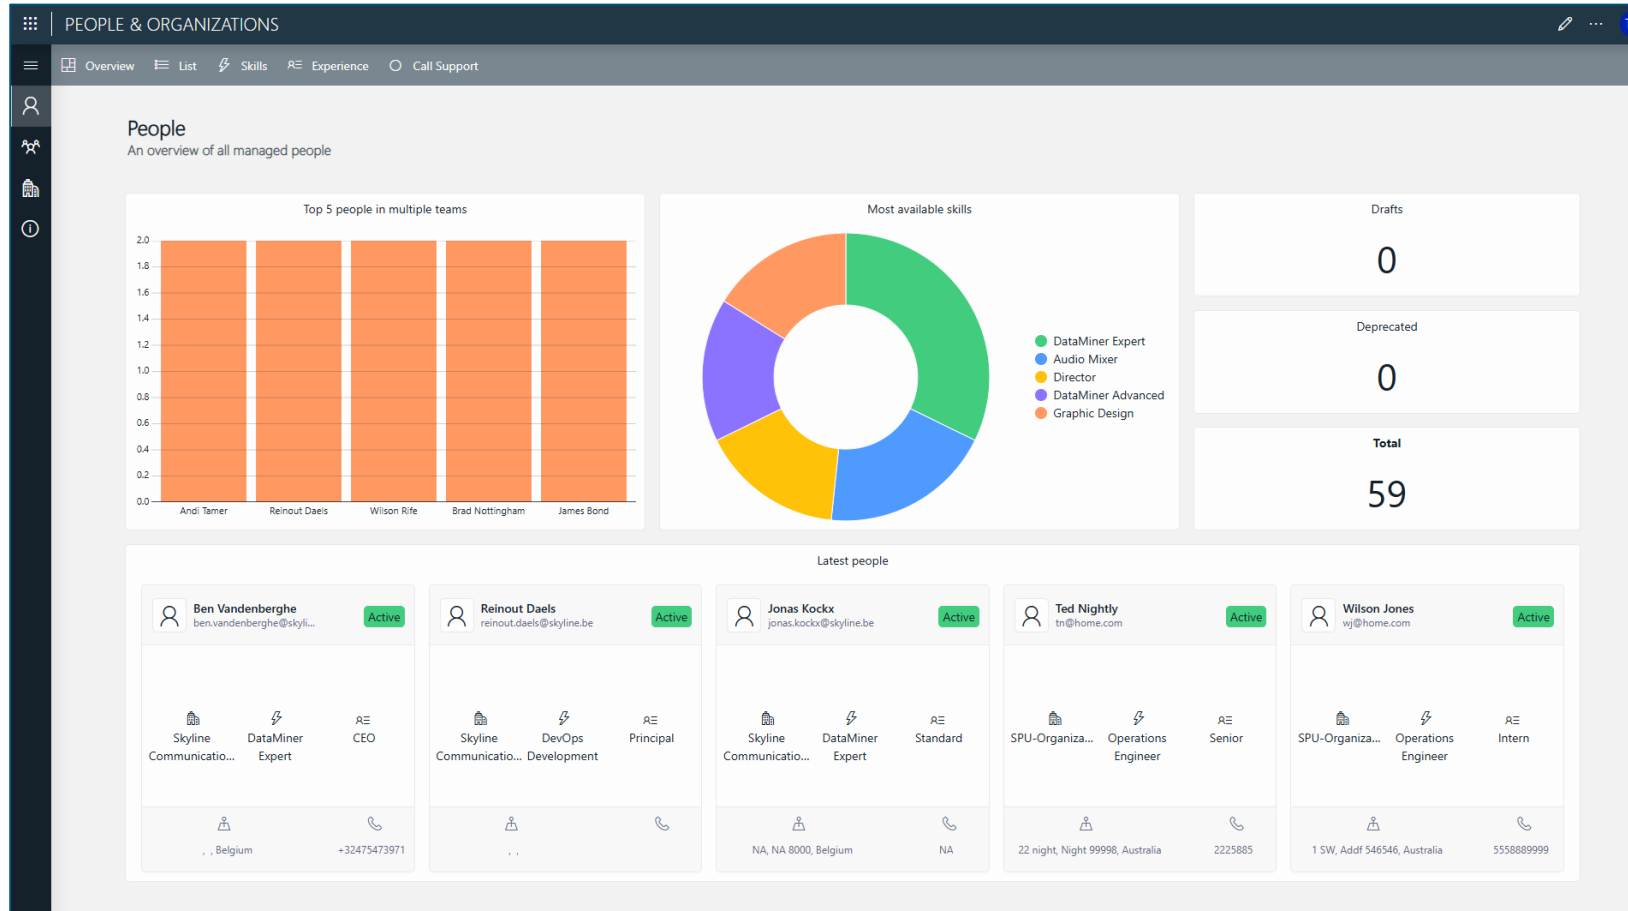 PEOPLE & ORGANIZATIONS
Overview List Skills Experience Call Support
People
An overview of all managed people
Top 5 people in multiple teams
2.0
1.8
1.6
1.4
1.2
1.0
0.8
0.6
0.4
0.2
0.0
Andi Tamer Reinout Daels Wilson Rife Brad Nottingham James Bond
Most available skills
DataMiner Expert
Audio Mixer
Director
DataMiner Advanced
Graphic Design
Drafts
0
Deprecated
0
Total
59
Latest people
Ben Vandenberghe
ben.vandenberghe@skyli...
Active
Skyline Communicatio...
DataMiner Expert
CEO
, , Belgium
+32475473971
Reinout Daels
reinout.daels@skyline.be
Active
Skyline Communicatio...
DevOps Development
Principal
, ,
Jonas Kockx
jonas.kockx@skyline.be
Active
Skyline Communicatio...
DataMiner Expert
Standard
NA, NA 8000, Belgium
NA
Ted Nightly
tn@home.com
Active
SPU-Organiza...
Operations Engineer
Senior
22 night, Night 99998, Australia
2225885
Wilson Jones
wj@home.com
Active
SPU-Organiza...
Operations Engineer
Intern
1 SW, Addf 546546, Australia
5558889999